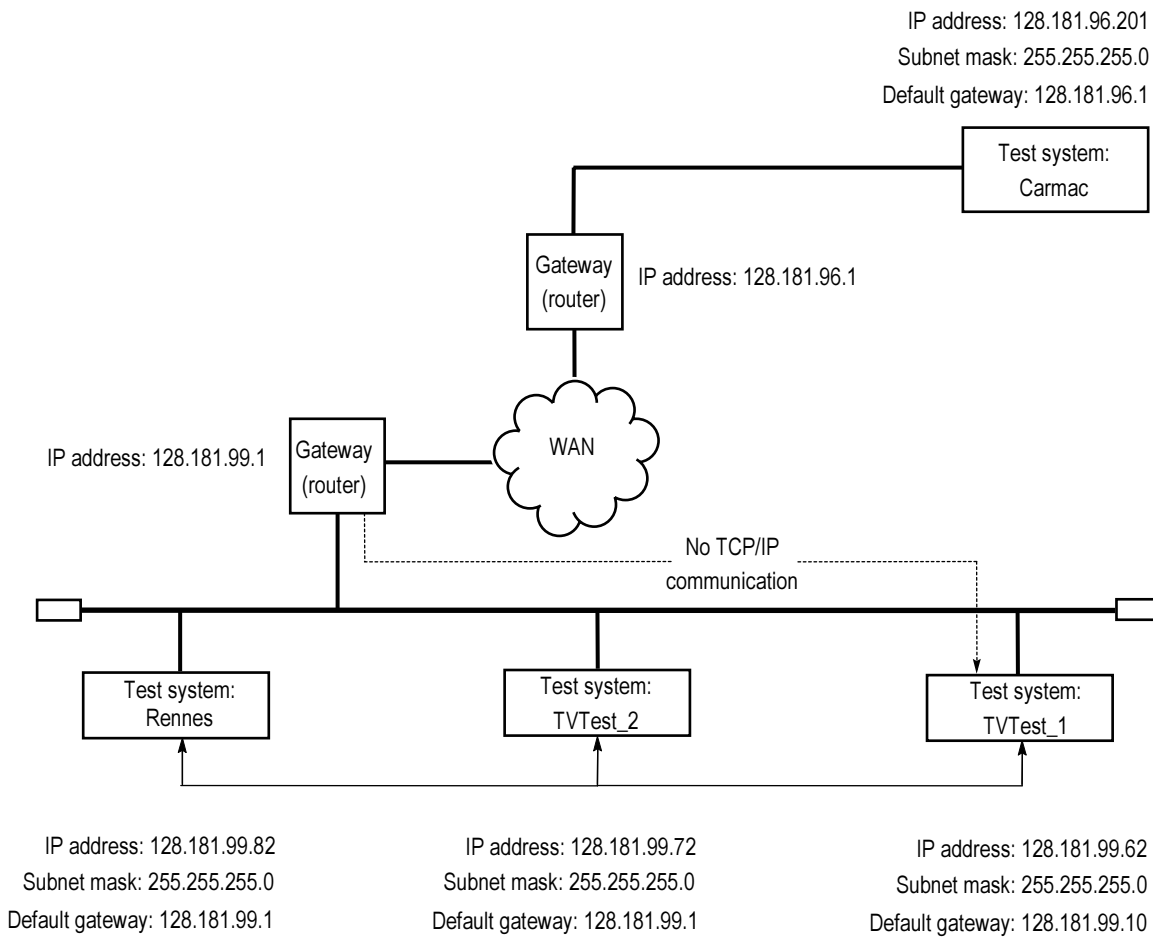 IP address: 128.181.96.201
Subnet mask: 255.255.255.0
Default gateway: 128.181.96.1
Test system:
Carmac
Gateway
(router)
IP address: 128.181.96.1
WAN
IP address: 128.181.99.1
Gateway
(router)
No TCP/IP
communication
Test system:
Rennes
Test system:
TVTest_2
Test system:
TVTest_1
IP address: 128.181.99.82
Subnet mask: 255.255.255.0
Default gateway: 128.181.99.1
IP address: 128.181.99.72
Subnet mask: 255.255.255.0
Default gateway: 128.181.99.1
IP address: 128.181.99.62
Subnet mask: 255.255.255.0
Default gateway: 128.181.99.10